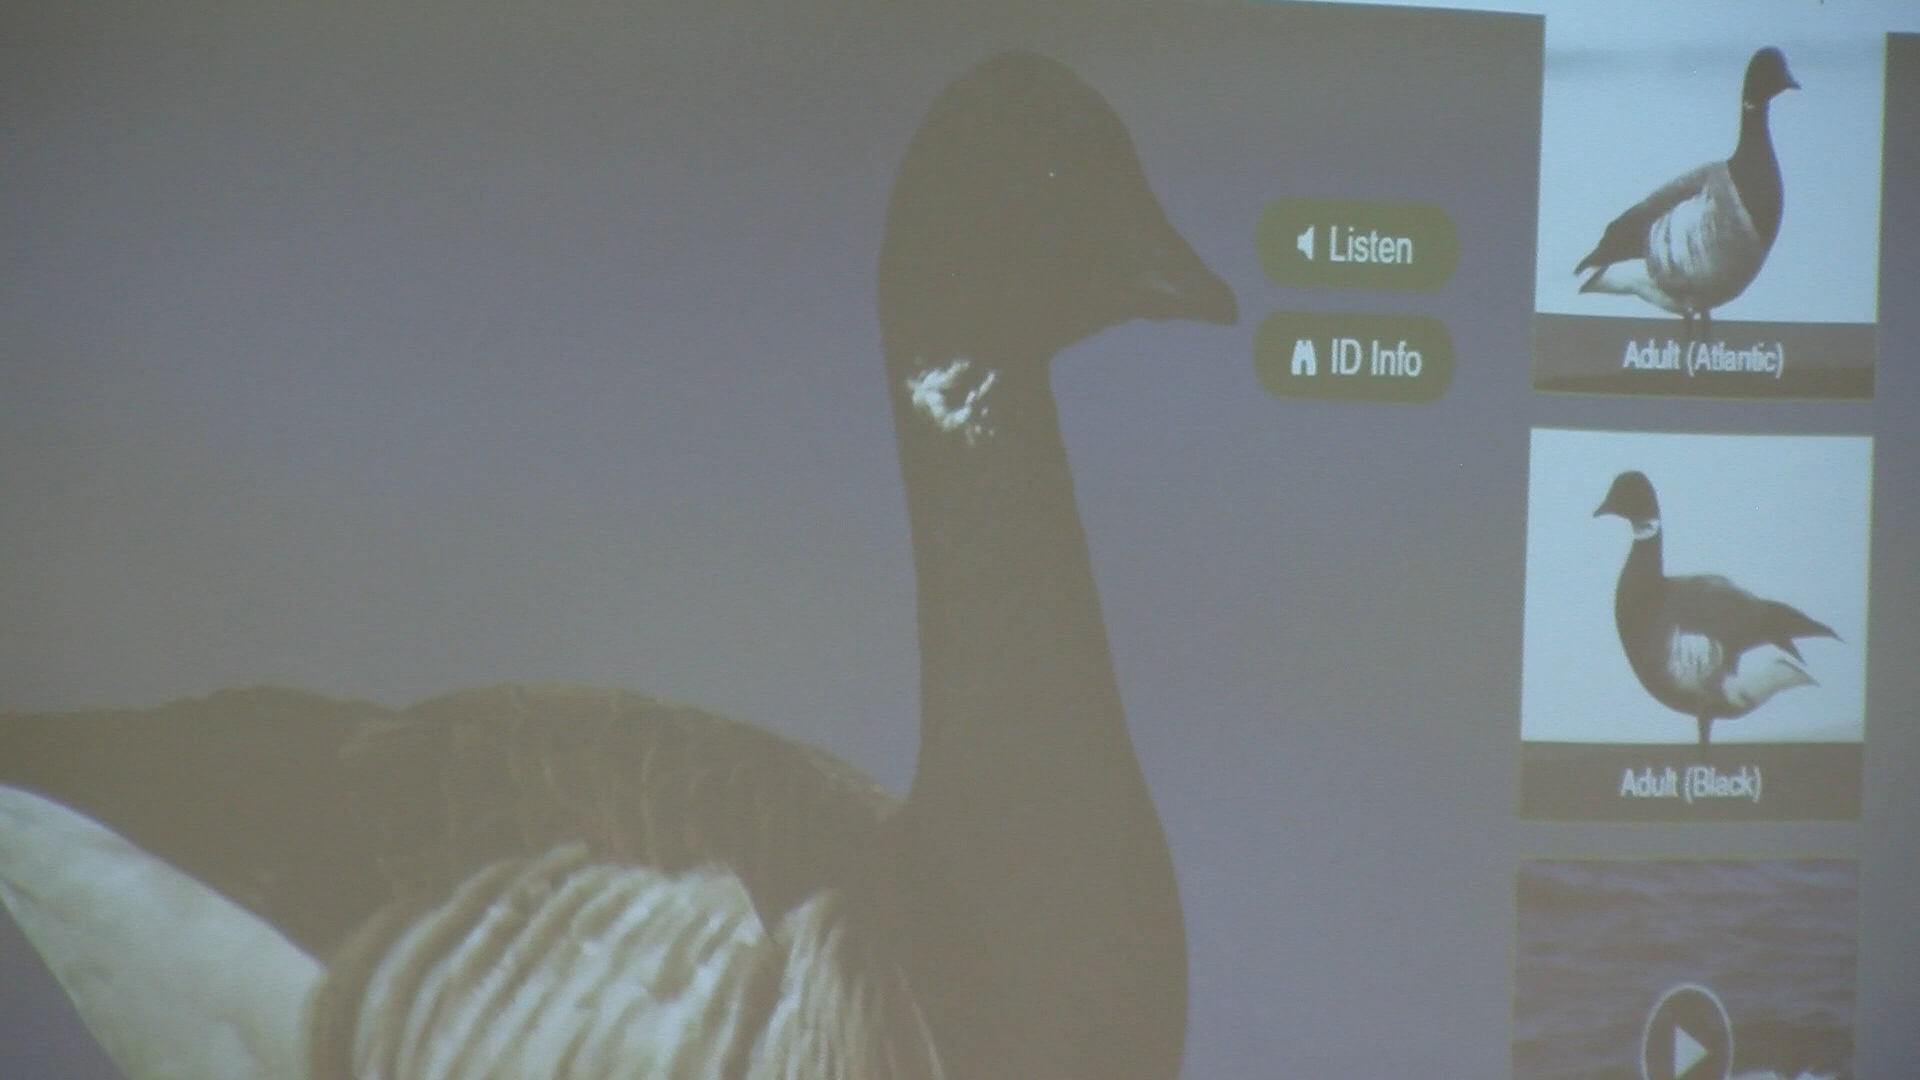 Listen
ID Info
Adult (Atlantic)
Adult (Black)